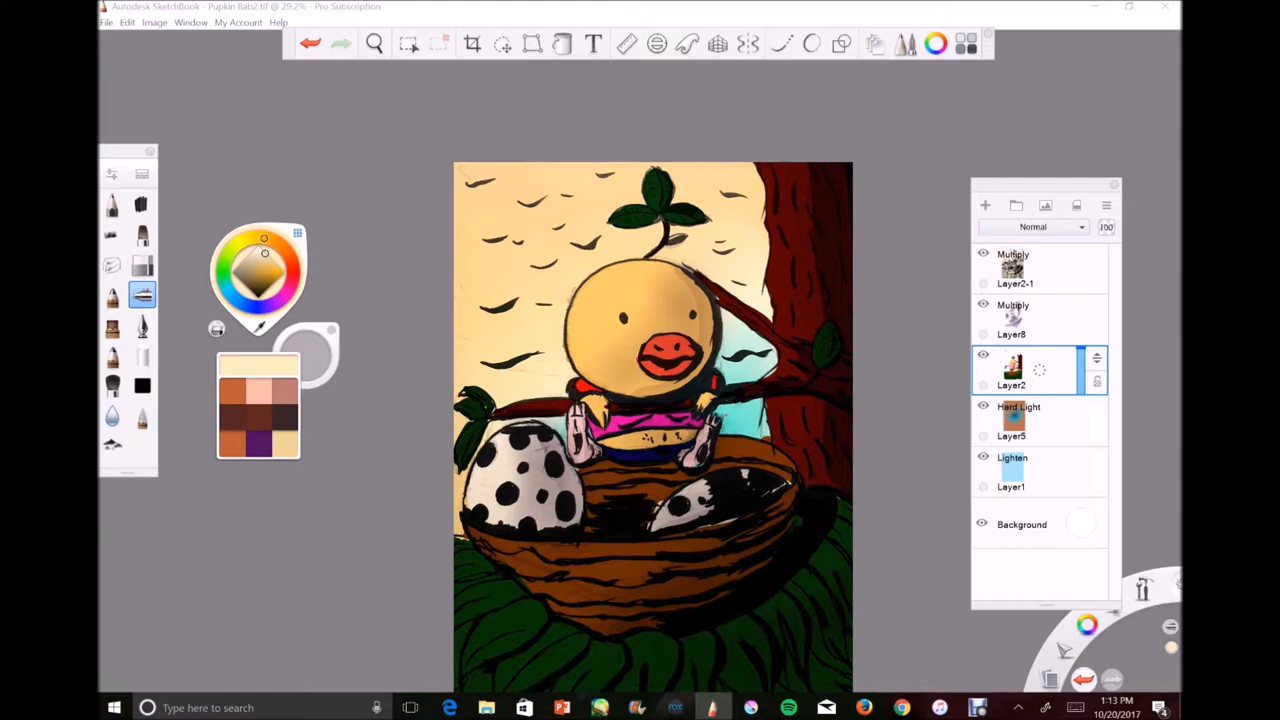 Autodesk SketchBook - Pupkin Bab2.tif @ 29.2% - Pro Subscription
File Edit Image Window My Account Help
T
Normal 100
Multiply
Layer2-1
Multiply
Layer8
Layer2
Hard Light
Layer5
Lighten
Layer1
Background
Type here to search
1:13 PM
10/20/2017
4